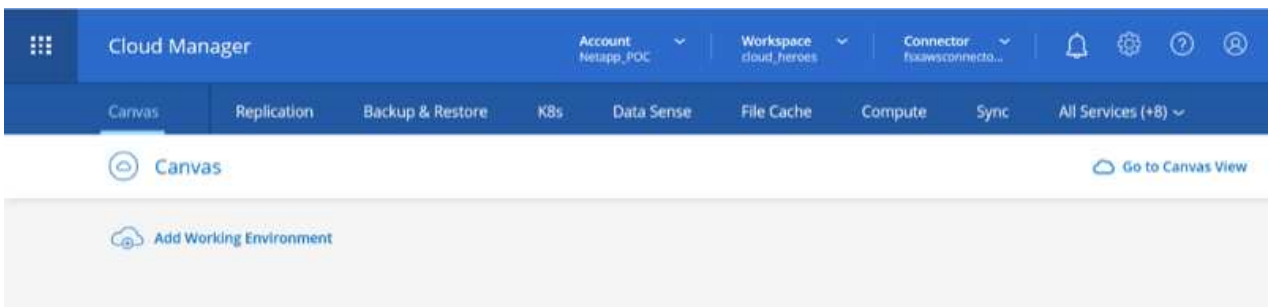 Cloud Manager
Account
Netapp_POC
Workspace
cloud_heroes
Connector
fsxawsconnecto...
Canvas Replication Backup & Restore K8s Data Sense File Cache Compute Sync All Services (+8)
Canvas
Go to Canvas View
Add Working Environment